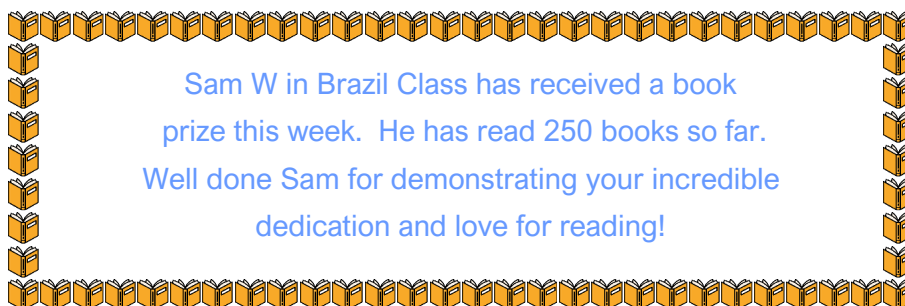 Sam W in Brazil Class has received a book
prize this week.  He has read 250 books so far.
Well done Sam for demonstrating your incredible
dedication and love for reading!